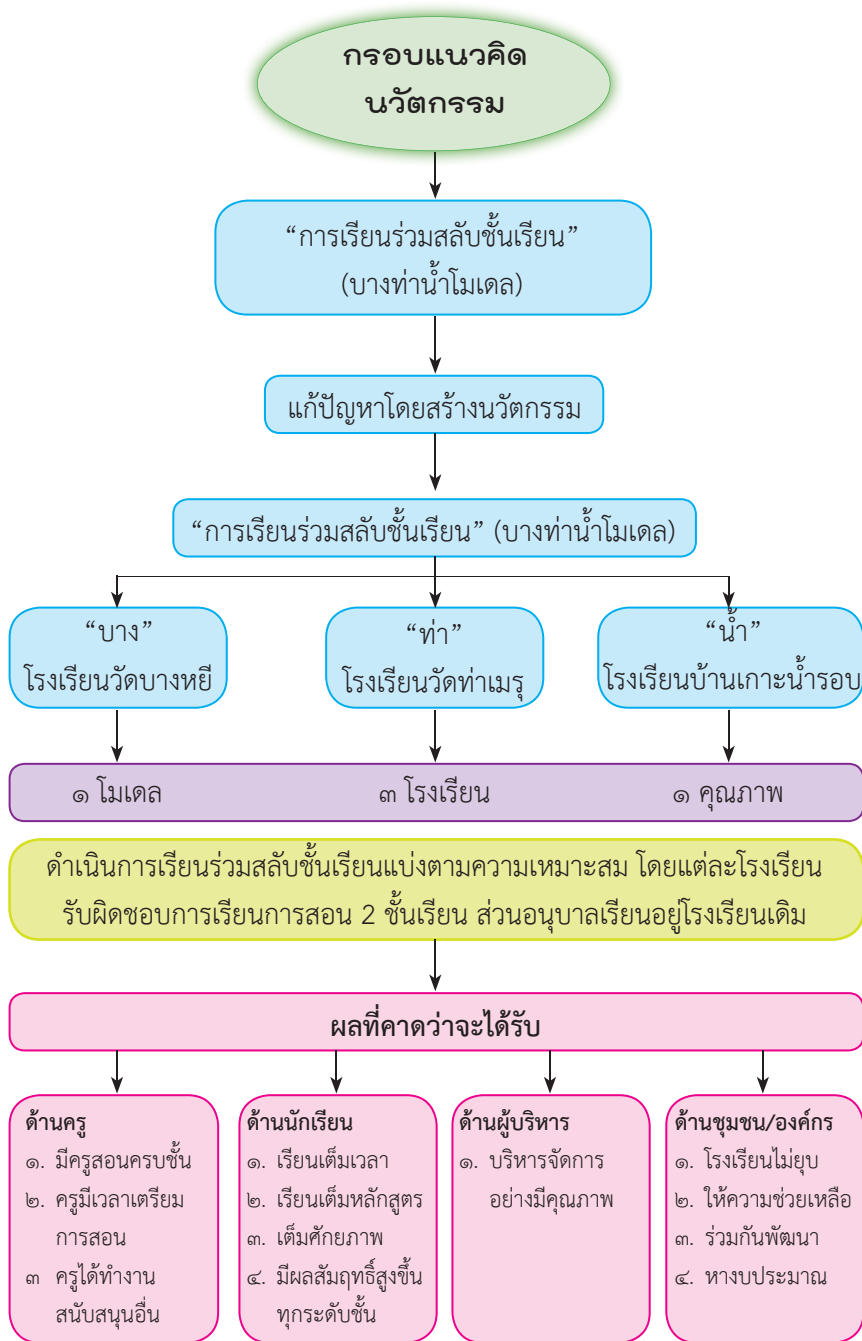 กรอบแนวคิด
นวัตกรรม
“การเรียนร่วมสลับชั้นเรียน”
(บางท่าน้ำโมเดล)
แก้ปัญหาโดยสร้างนวัตกรรม
“การเรียนร่วมสลับชั้นเรียน” (บางท่าน้ำโมเดล)
“บาง”
โรงเรียนวัดบางหยี
“ท่า”
โรงเรียนวัดท่าเมรุ
“น้ำ”
โรงเรียนบ้านเกาะน้ำรอบ
๑ โมเดล
๓ โรงเรียน
๑ คุณภาพ
ดำเนินการเรียนร่วมสลับชั้นเรียนแบ่งตามความเหมาะสม โดยแต่ละโรงเรียน
รับผิดชอบการเรียนการสอน 2 ชั้นเรียน ส่วนอนุบาลเรียนอยู่โรงเรียนเดิม
ผลที่คาดว่าจะได้รับ
ด้านครู
๑. มีครูสอนครบชั้น
๒. ครูมีเวลาเตรียม
การสอน
๓ ครูได้ทำงาน
สนับสนุนอื่น
ด้านนักเรียน
๑. เรียนเต็มเวลา
๒. เรียนเต็มหลักสูตร
๓. เต็มศักยภาพ
๔. มีผลสัมฤทธิ์สูงขึ้น
ทุกระดับชั้น
ด้านผู้บริหาร
๑. บริหารจัดการ
อย่างมีคุณภาพ
ด้านชุมชน/องค์กร
๑. โรงเรียนไม่ยุบ
๒. ให้ความช่วยเหลือ
๓. ร่วมกันพัฒนา
๔. หางบประมาณ